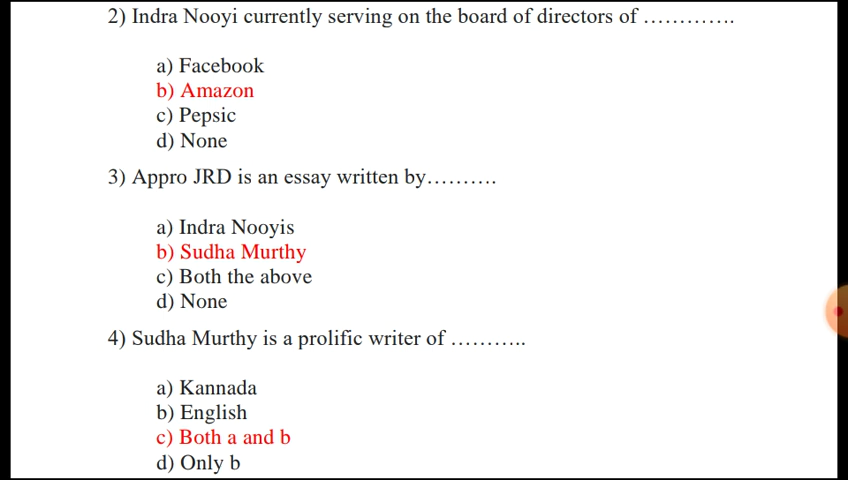 2) Indra Nooyi currently serving on the board of directors of ………….
a) Facebook
b) Amazon
c) Pepsic
d) None
3) Appro JRD is an essay written by……….
a) Indra Nooyis
b) Sudha Murthy
c) Both the above
d) None
4) Sudha Murthy is a prolific writer of ………..
a) Kannada
b) English
c) Both a and b
d) Only b